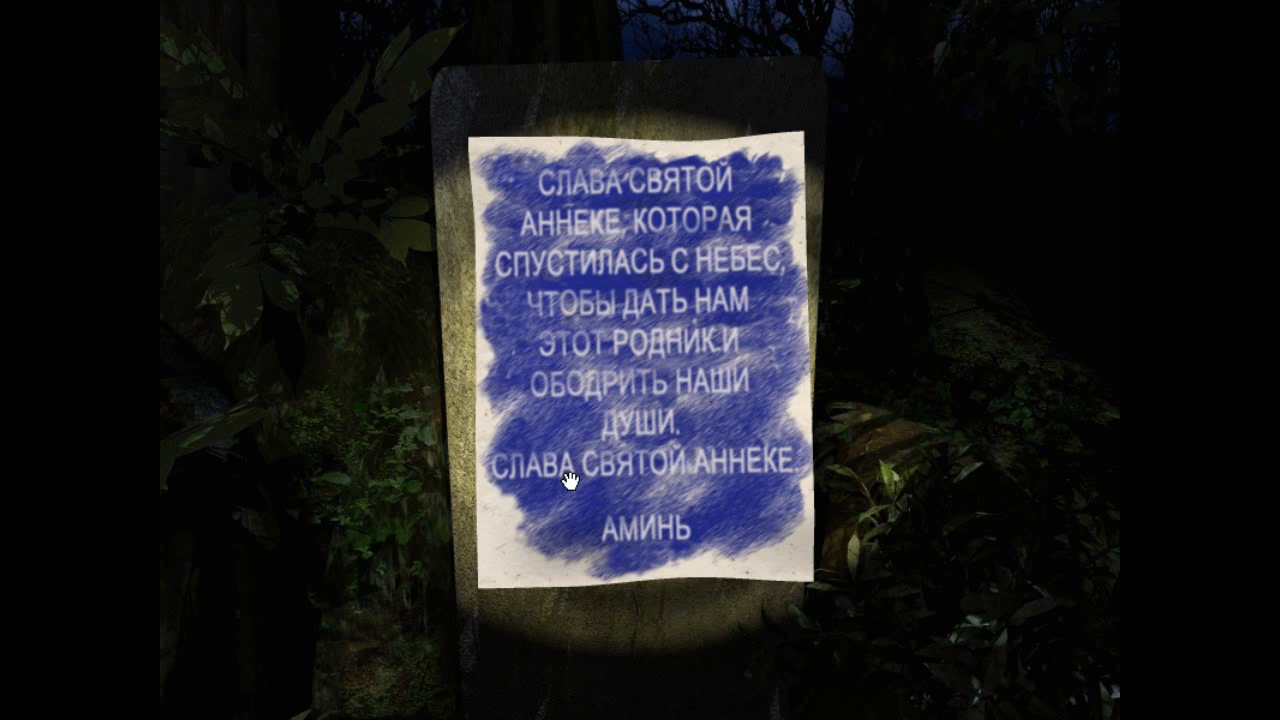 СЛАВА СВЯТОЙ
АННЕКЕ, КОТОРАЯ
СПУСТИЛАСЬ С НЕБЕС,
ЧТОБЫ ДАТЬ НАМ
ЭТОТ РОДНИК И
ОБОДРИТЬ НАШИ
ДУШИ.
СЛАВА СВЯТОЙ АННЕКЕ.
АМИНЬ